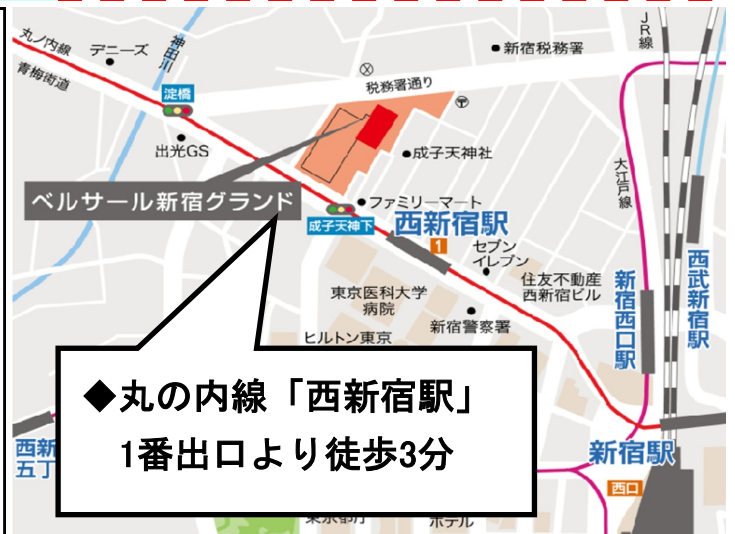 丸ノ内線
デニーズ
神田川
新宿税務署
JR線
青梅街道
税務署通り
淀橋
出光GS
成子天神社
大江戸線
ベルサール新宿グランド
ファミリーマート
成子天神下
西新宿駅
1
セブン
イレブン
住友不動産
西新宿ビル
東京医科大学
病院
新宿警察署
ヒルトン東京
新宿西口駅
西武新宿駅
◆丸の内線「西新宿駅」
1番出口より徒歩3分
西新
五丁
新宿駅
西口
ホテル